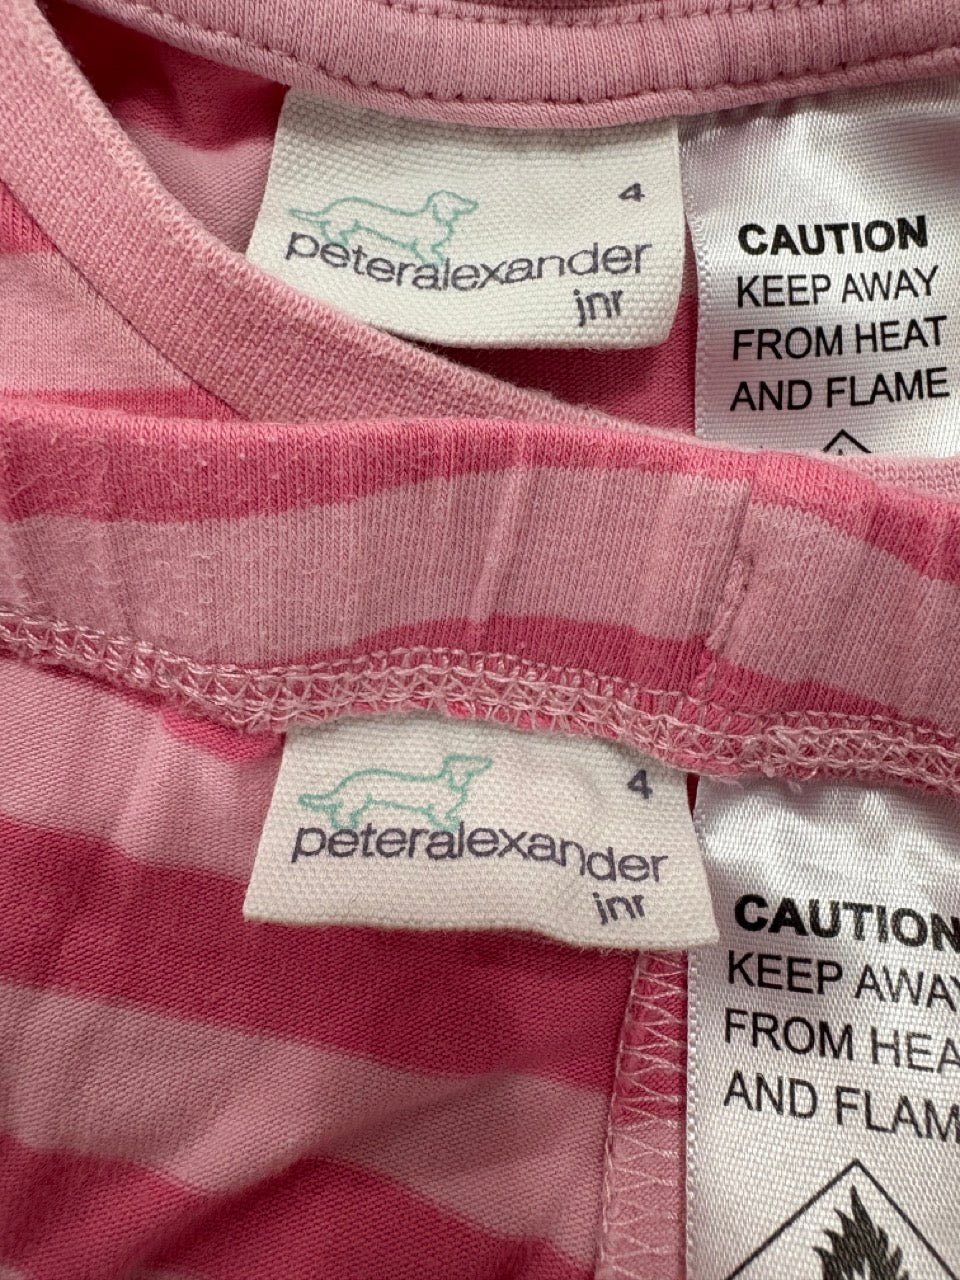 4
peteralexander
jnr
CAUTION
KEEP AWAY
FROM HEAT
AND FLAME
4
peteralexander
jnr
CAUTION
KEEP AWAY
FROM HEA
AND FLAM